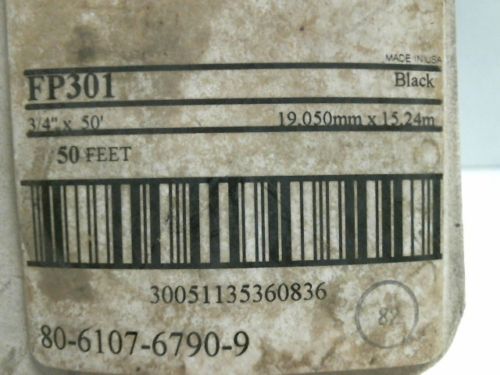 MADE IN USA
FP301 Black
3/4" x 50' 19.050mm x 15.24m
50 FEET
30051135360836
80-6107-6790-9